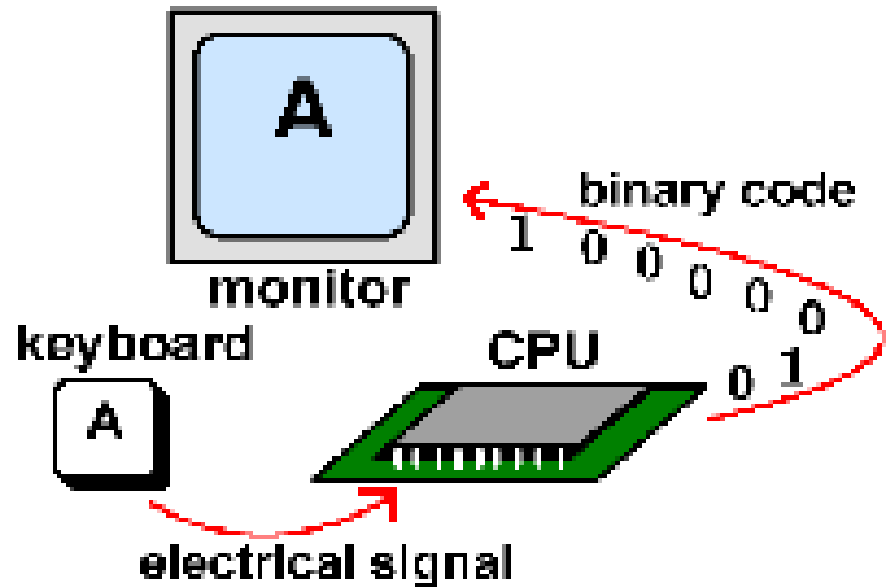 A
monitor
binary code
1 0 0 0 0 0
0 1
keyboard
A
CPU
electrical signal